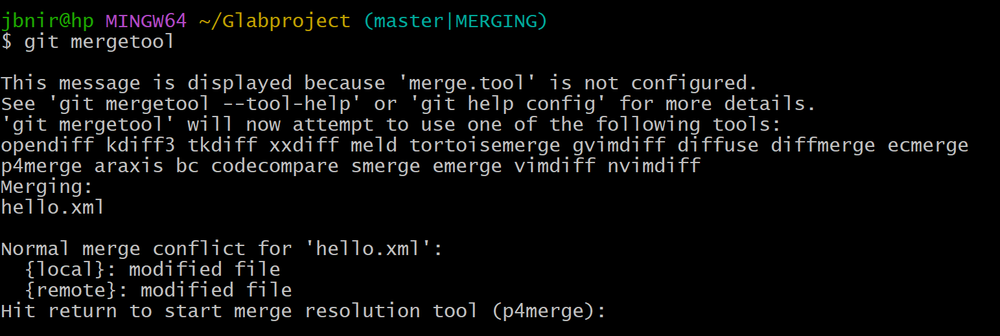 jbnir@hp MINGW64 ~/Glabproject (master|MERGING)
$ git mergetool
This message is displayed because 'merge.tool' is not configured.
See 'git mergetool --tool-help' or 'git help config' for more details.
'git mergetool' will now attempt to use one of the following tools:
opendiff kdiff3 tkdiff xxdiff meld tortoisemerge gvimdiff diffuse diffmerge ecmerge
p4merge araxis bc codecompare smerge emerge vimdiff nvimdiff
Merging:
hello.xml
Normal merge conflict for 'hello.xml':
  {local}: modified file
  {remote}: modified file
Hit return to start merge resolution tool (p4merge):